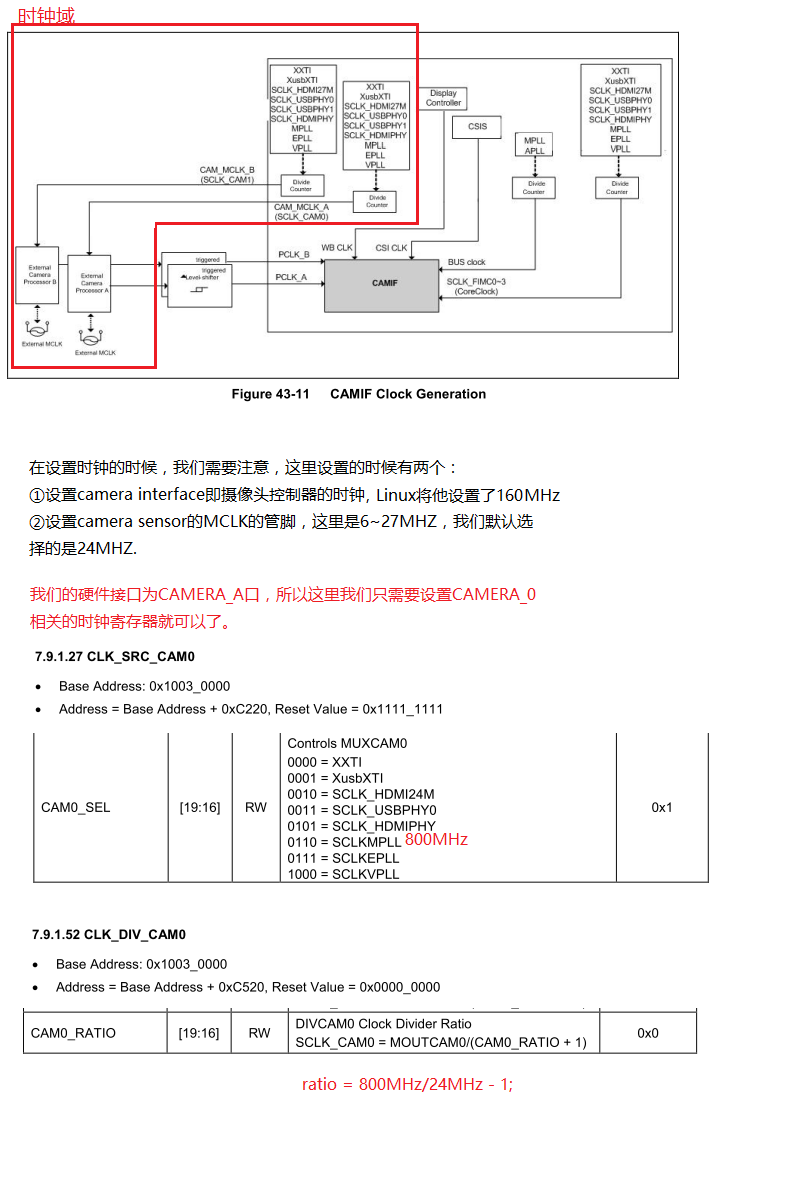 时钟域
XXTI
XusbXTI
SCLK_HDMI27M
SCLK_USBPHY0
SCLK_USBPHY1
SCLK_HDMIPHY
MPLL
EPLL
VPLL
XXTI
XusbXTI
SCLK_HDMI27M
SCLK_USBPHY0
SCLK_USBPHY1
SCLK_HDMIPHY
MPLL
EPLL
VPLL
Display
Controller
CSIS
MPLL
APLL
XXTI
XusbXTI
SCLK_HDMI27M
SCLK_USBPHY0
SCLK_USBPHY1
SCLK_HDMIPHY
MPLL
EPLL
VPLL
CAM_MCLK_B
(SCLK_CAM1)
Divide
Counter
CAM_MCLK_A
(SCLK_CAM0)
Divide
Counter
Divide
Counter
Divide
Counter
External
Camera
Processor B
External
Camera
Processor A
triggered
triggered
Level-shifter
PCLK_B
PCLK_A
WB CLK
CSI CLK
CAMIF
BUS clock
SCLK_FIMC0~3
(CoreClock)
External MCLK
External MCLK
Figure 43-11 CAMIF Clock Generation
在设置时钟的时候，我们需要注意，这里设置的时候有两个：
①设置camera interface即摄像头控制器的时钟, Linux将他设置了160MHz
②设置camera sensor的MCLK的管脚，这里是6~27MHZ，我们默认选
择的是24MHZ.
我们的硬件接口为CAMERA_A口，所以这里我们只需要设置CAMERA_0
相关的时钟寄存器就可以了。
7.9.1.27 CLK_SRC_CAM0
• Base Address: 0x1003_0000
• Address = Base Address + 0xC220, Reset Value = 0x1111_1111
CAM0_SEL
[19:16]
RW
Controls MUXCAM0
0000 = XXTI
0001 = XusbXTI
0010 = SCLK_HDMI24M
0011 = SCLK_USBPHY0
0101 = SCLK_HDMIPHY
0110 = SCLKMPLL 800MHz
0111 = SCLKEPLL
1000 = SCLKVPLL
0x1
7.9.1.52 CLK_DIV_CAM0
• Base Address: 0x1003_0000
• Address = Base Address + 0xC520, Reset Value = 0x0000_0000
CAM0_RATIO
[19:16]
RW
DIVCAM0 Clock Divider Ratio
SCLK_CAM0 = MOUTCAM0/(CAM0_RATIO + 1)
0x0
ratio = 800MHz/24MHz - 1;